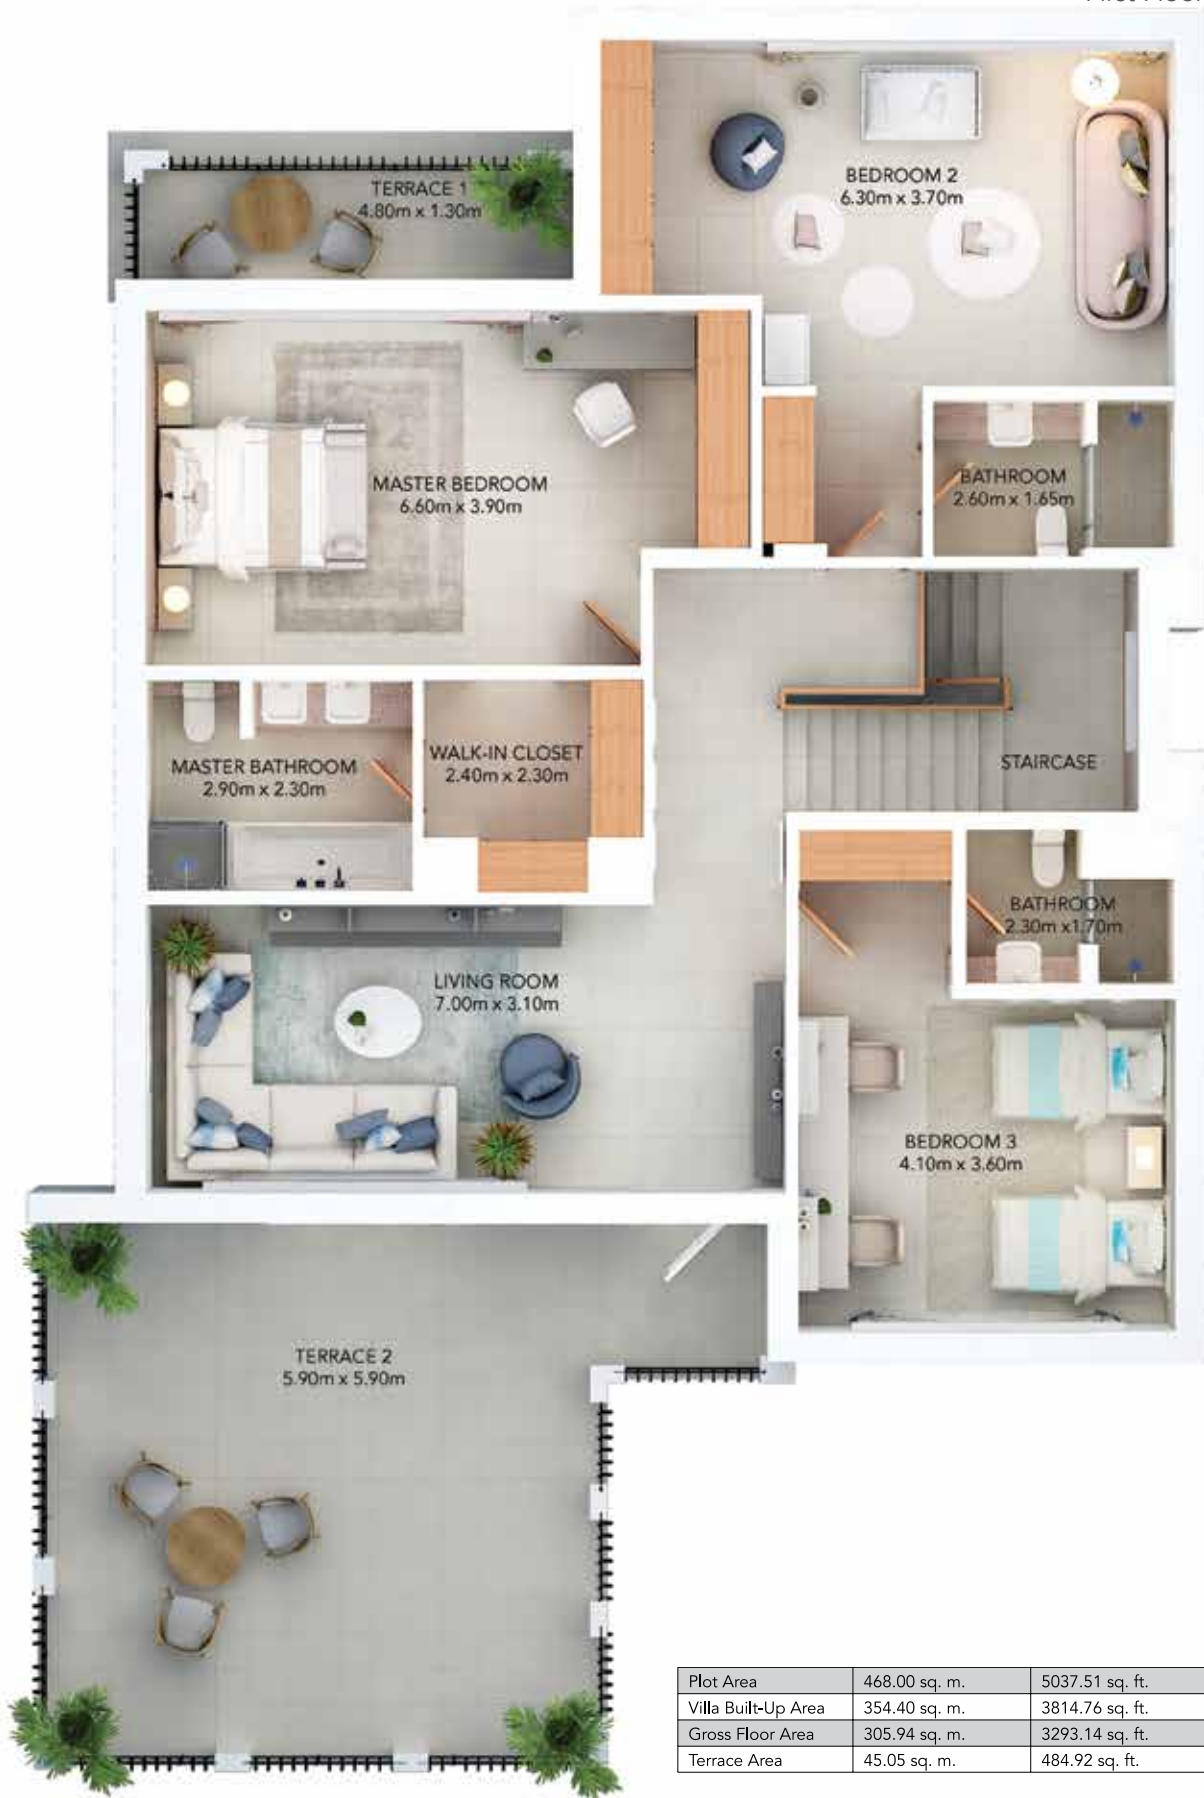 TERRACE 1
4.80m x 1.30m
BEDROOM 2
6.30m x 3.70m
MASTER BEDROOM
6.60m x 3.90m
BATHROOM
2.60m x 1.65m
MASTER BATHROOM
2.90m x 2.30m
WALK-IN CLOSET
2.40m x 2.30m
STAIRCASE
BATHROOM
2.30m x1.70m
LIVING ROOM
7.00m x 3.10m
BEDROOM 3
4.10m x 3.60m
TERRACE 2
5.90m x 5.90m
Plot Area 468.00 sq. m. 5037.51 sq. ft.
Villa Built-Up Area 354.40 sq. m. 3814.76 sq. ft.
Gross Floor Area 305.94 sq. m. 3293.14 sq. ft.
Terrace Area 45.05 sq. m. 484.92 sq. ft.